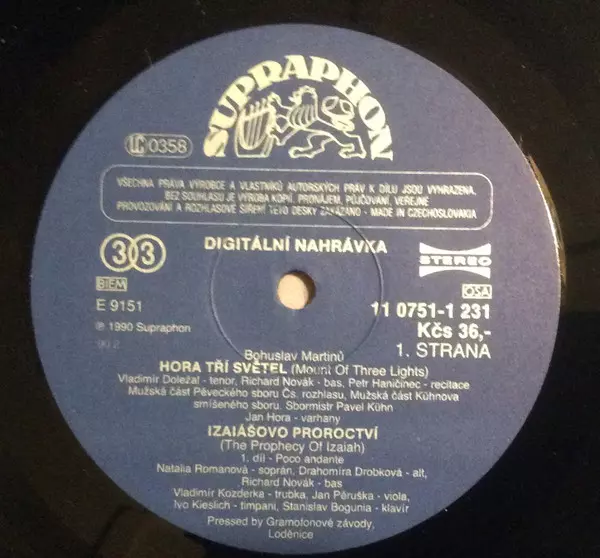 SUPRAPHON
LC 0358
VŠECHNA PRÁVA VÝROBCE A VLASTNÍKŮ AUTORSKÝCH PRÁV K DÍLU JSOU VYHRAZENA.
BEZ SOUHLASU JE VÝROBA KOPIÍ, PRONÁJEM, PŮJČOVÁNÍ, VEŘEJNÉ
PROVOZOVÁNÍ A ROZHLASOVÉ ŠÍŘENÍ TÉTO DESKY ZAKÁZÁNO - MADE IN CZECHOSLOVAKIA
33
DIGITÁLNÍ NAHRÁVKA
STEREO
BIEM
OSA
E 9151
11 0751-1 231
Kčs 36,-
℗ 1990 Supraphon
1. STRANA
90 2
Bohuslav Martinů
HORA TŘÍ SVĚTEL (Mount Of Three Lights)
Vladimír Doležal - tenor, Richard Novák - bas, Petr Haničinec - recitace
Mužská část Pěveckého sboru Čs. rozhlasu, Mužská část Kühnova
smíšeného sboru. Sbormistr Pavel Kühn
Jan Hora - varhany
IZAIÁŠOVO PROROCTVÍ
(The Prophecy Of Izaiah)
1. díl - Poco andante
Natalia Romanová - soprán, Drahomíra Drobková - alt,
Richard Novák - bas
Vladimír Kozderka - trubka, Jan Pěruška - viola,
Ivo Kieslich - timpani, Stanislav Bogunia - klavír
Pressed by Gramofonové závody,
Loděnice